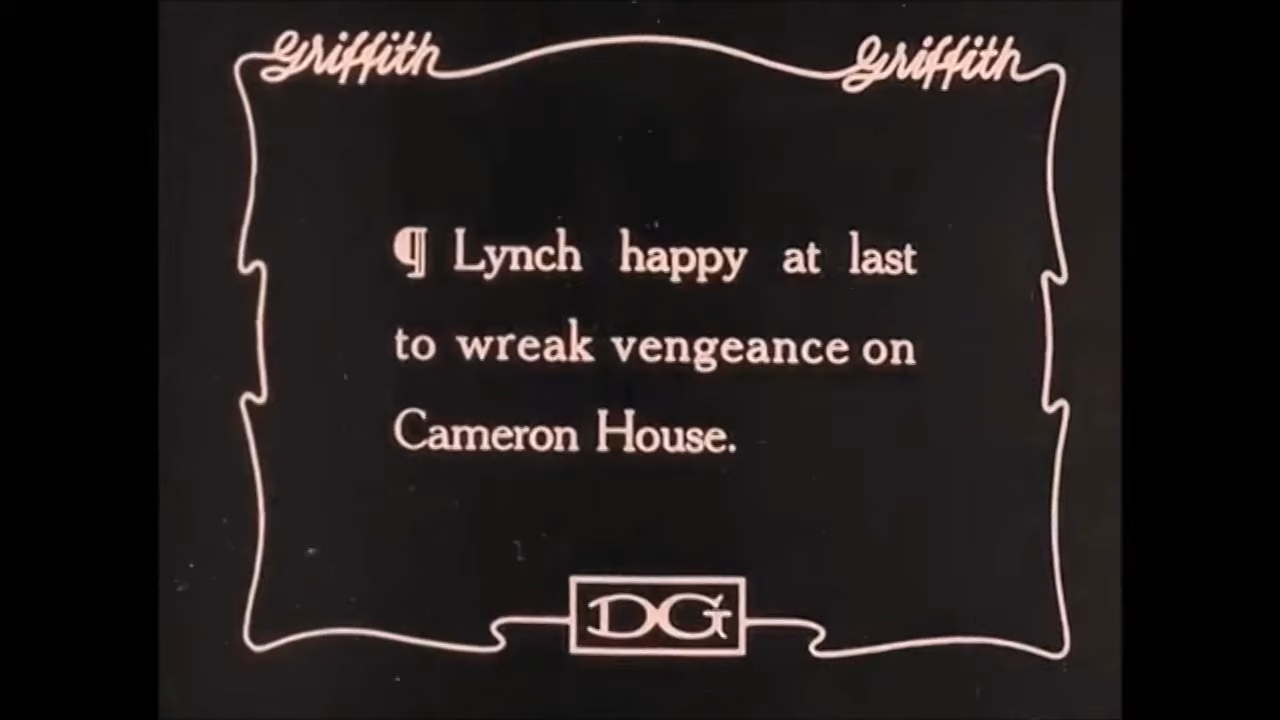 Griffith Griffith
¶ Lynch happy at last
to wreak vengeance on
Cameron House.
DG